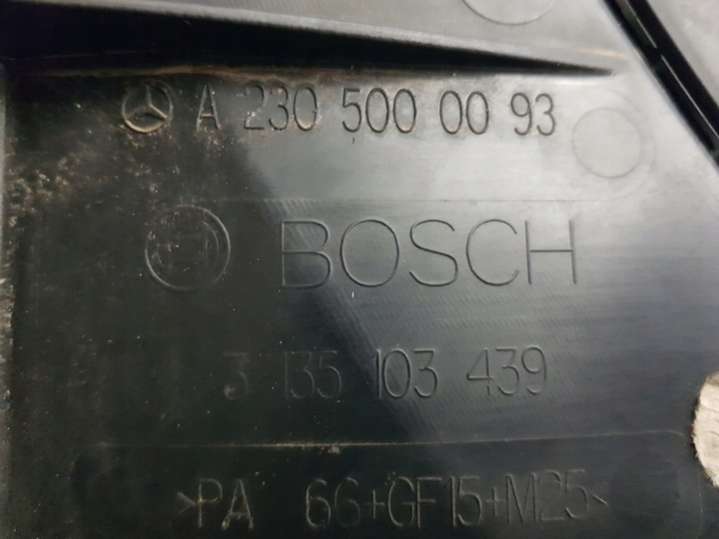 A 230 500 00 93
BOSCH
3 135 103 439
>PA 66+GF15+M25<